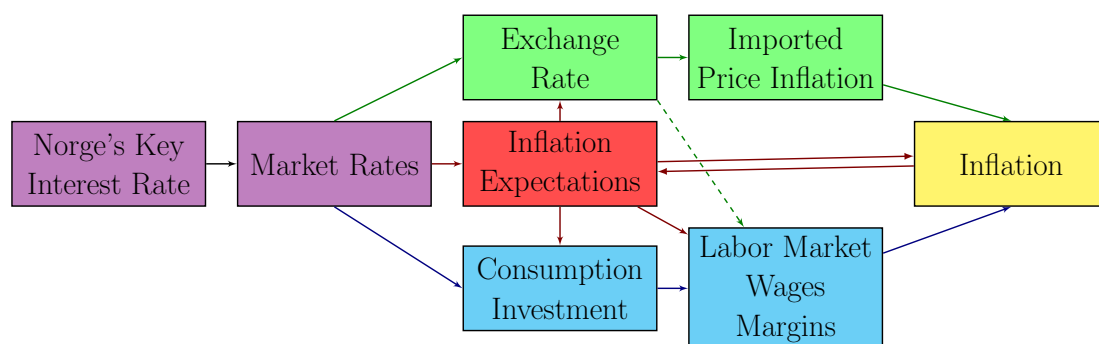 Exchange
Rate
Imported
Price Inflation
Norge's Key
Interest Rate
Market Rates
Inflation
Expectations
Inflation
Consumption
Investment
Labor Market
Wages
Margins